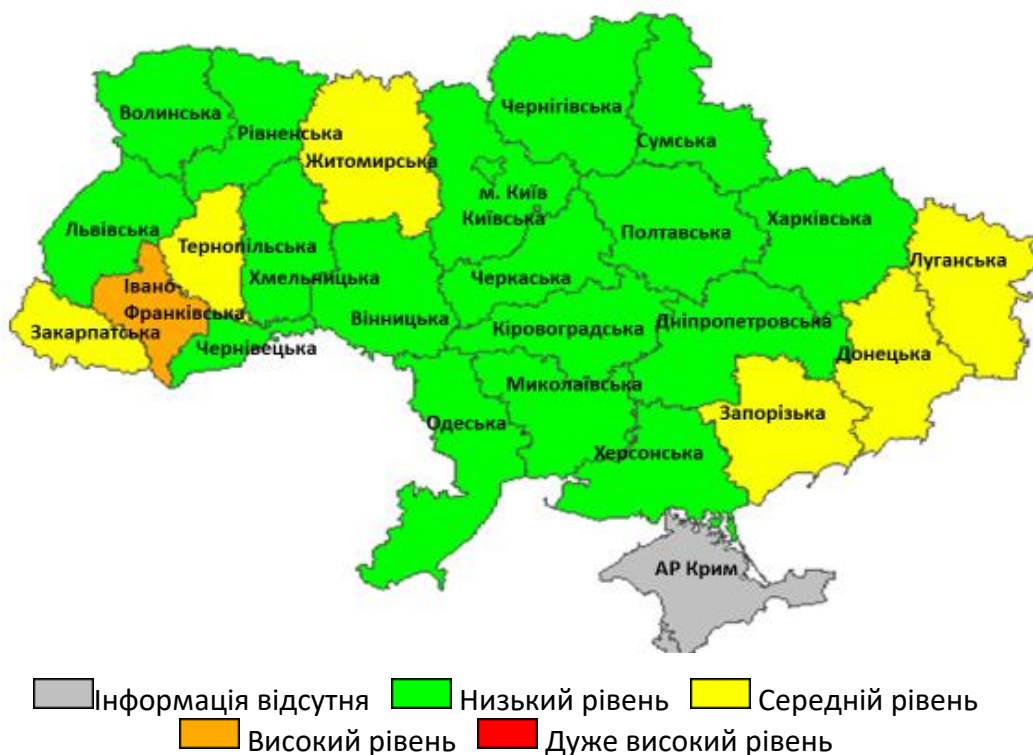 Чернігівська
Волинська
Рівненська
Сумська
Житомирська
м. Київ
Київська
Львівська
Тернопільська
Полтавська
Харківська
Луганська
Хмельницька
Черкаська
Івано-
Франківська
Закарпатська
Вінницька
Кіровоградська
Дніпропетровська
Чернівецька
Донецька
Миколаївська
Запорізька
Одеська
Херсонська
АР Крим
Інформація відсутня Низький рівень Середній рівень
Високий рівень Дуже високий рівень